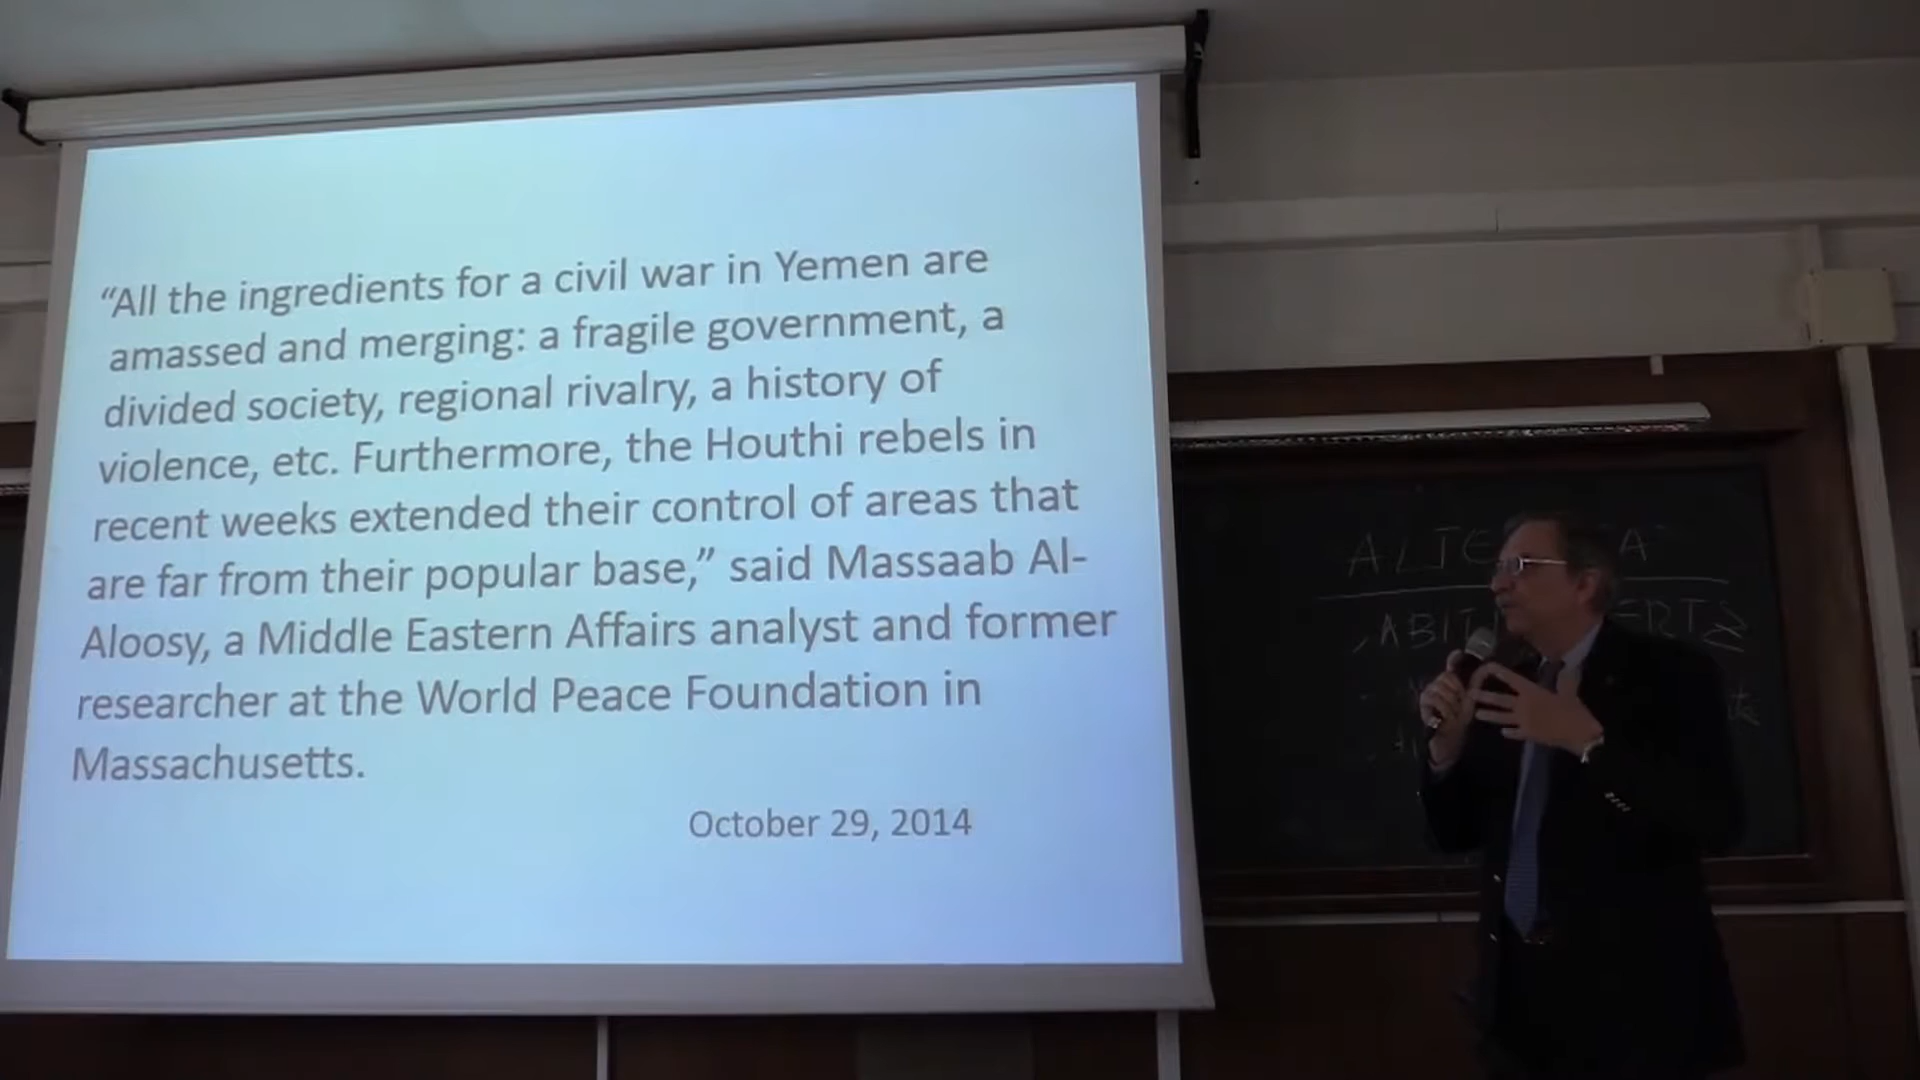 “All the ingredients for a civil war in Yemen are
amassed and merging: a fragile government, a
divided society, regional rivalry, a history of
violence, etc. Furthermore, the Houthi rebels in
recent weeks extended their control of areas that
are far from their popular base,” said Massaab Al-
Aloosy, a Middle Eastern Affairs analyst and former
researcher at the World Peace Foundation in
Massachusetts.
October 29, 2014